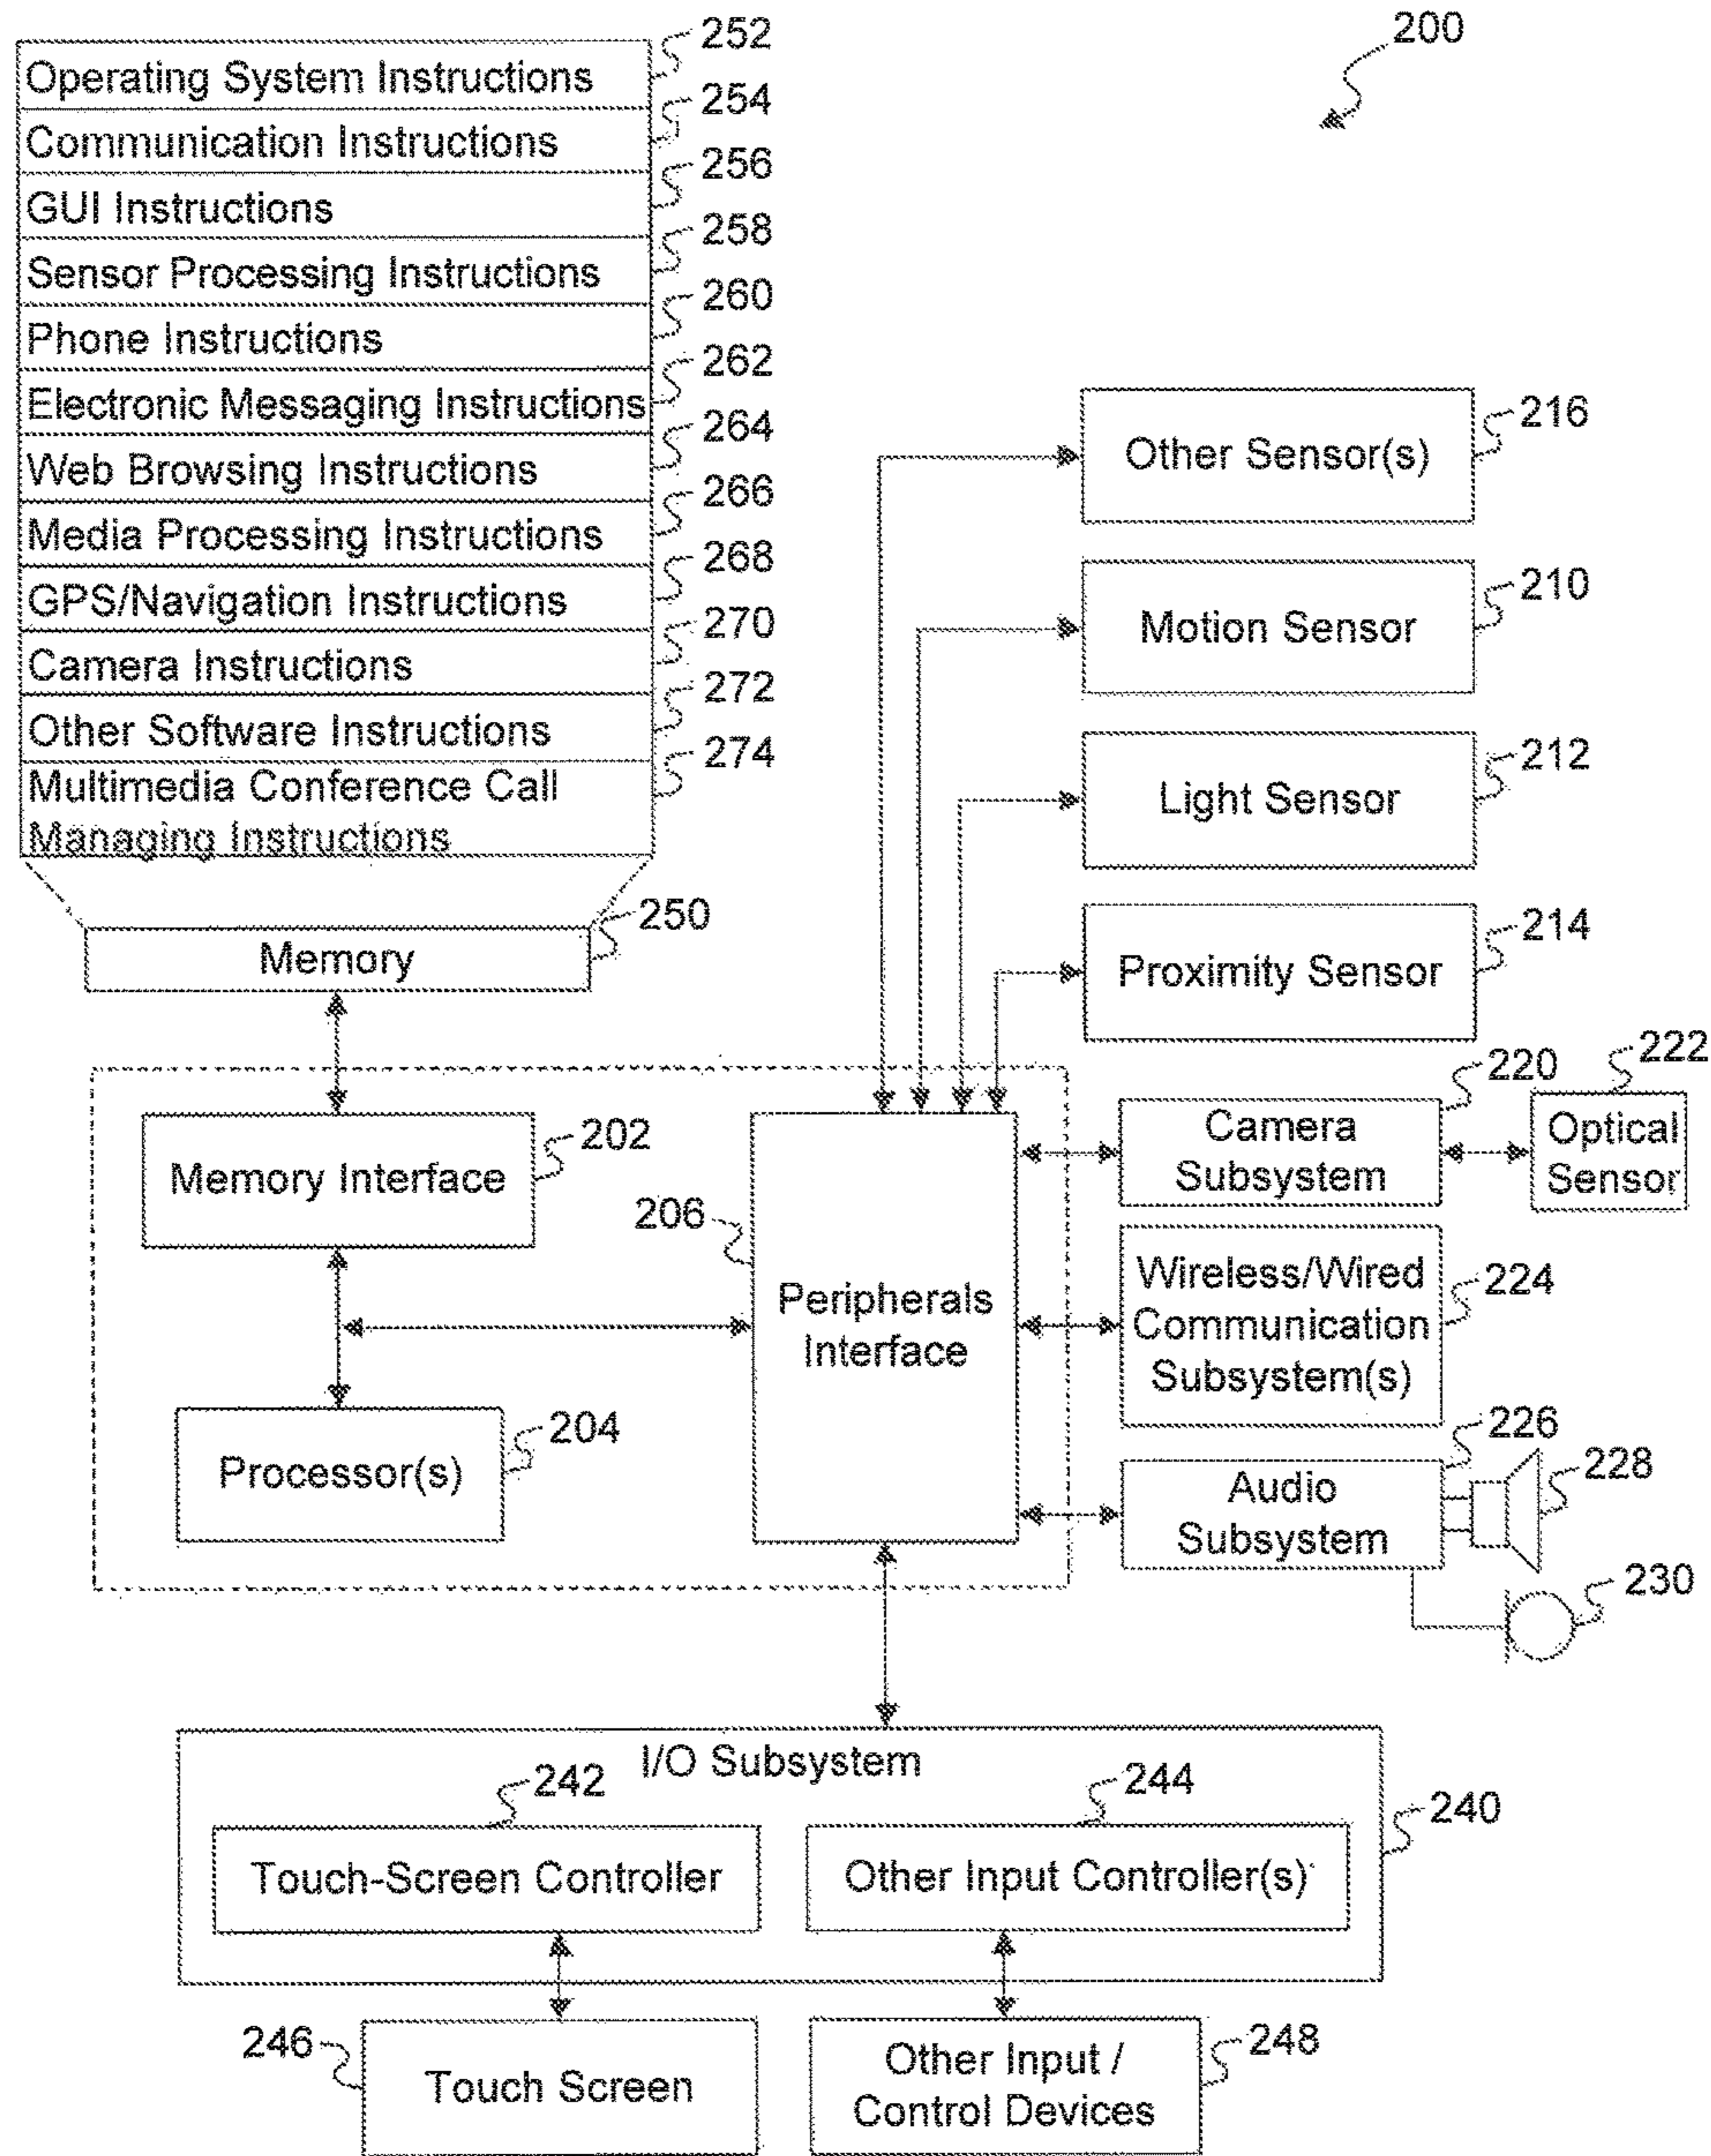 200
252
Operating System Instructions
254
Communication Instructions
256
GUI Instructions
258
Sensor Processing Instructions
260
Phone Instructions
262
Electronic Messaging Instructions
264
Web Browsing Instructions
266
Media Processing Instructions
268
GPS/Navigation Instructions
270
Camera Instructions
272
Other Software Instructions
274
Multimedia Conference Call
Managing Instructions
250
Memory
216
Other Sensor(s)
210
Motion Sensor
212
Light Sensor
214
Proximity Sensor
202
Memory Interface
206
Peripherals
Interface
204
Processor(s)
220
Camera
Subsystem
222
Optical
Sensor
Wireless/Wired
Communication
Subsystem(s)
224
226
Audio
Subsystem
228
230
I/O Subsystem
240
242
Touch-Screen Controller
244
Other Input Controller(s)
246
Touch Screen
248
Other Input /
Control Devices